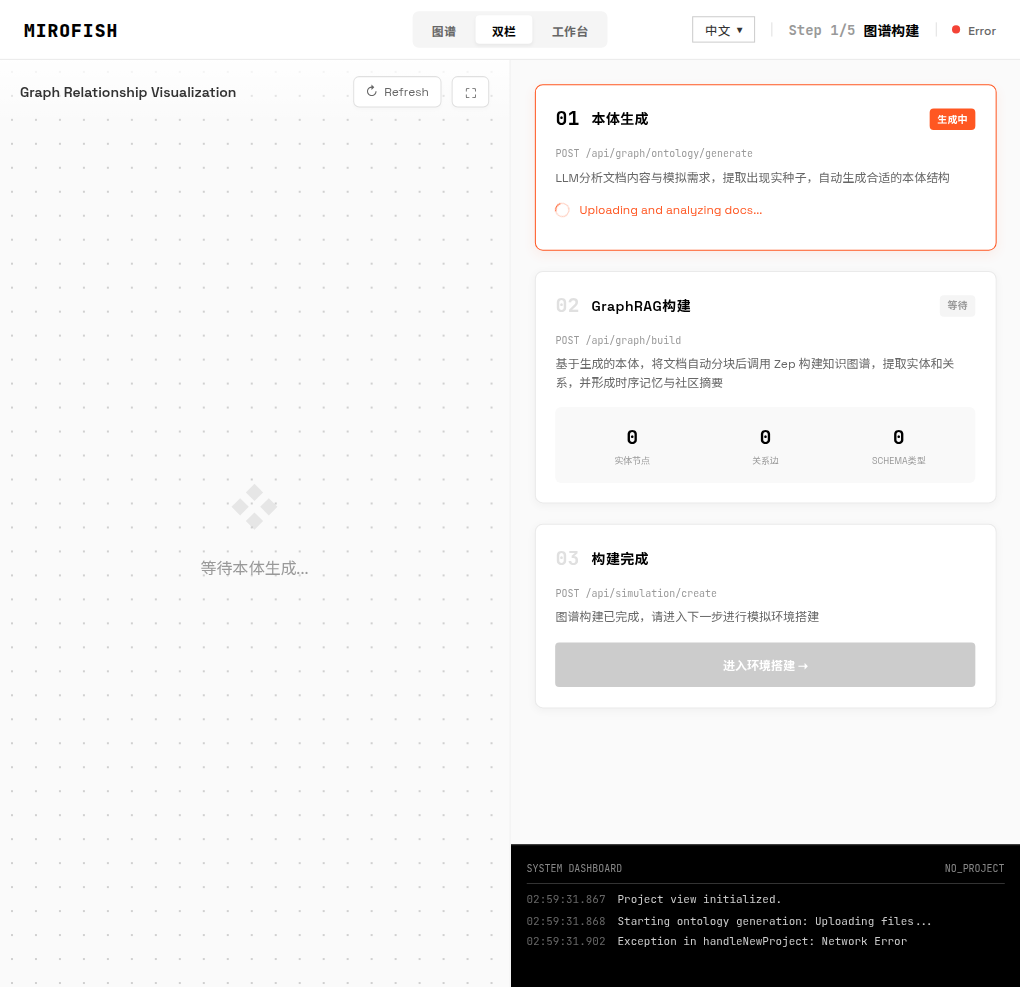 MIROFISH
图谱
双栏
工作台
中文 ▼
Step 1/5 图谱构建
Error
Graph Relationship Visualization
Refresh
等待本体生成...
01 本体生成
生成中
POST /api/graph/ontology/generate
LLM分析文档内容与模拟需求，提取出现实种子，自动生成合适的本体结构
Uploading and analyzing docs...
02 GraphRAG构建
等待
POST /api/graph/build
基于生成的本体，将文档自动分块后调用 Zep 构建知识图谱，提取实体和关
系，并形成时序记忆与社区摘要
0
0
0
实体节点
关系边
SCHEMA类型
03 构建完成
POST /api/simulation/create
图谱构建已完成，请进入下一步进行模拟环境搭建
进入环境搭建 →
SYSTEM DASHBOARD
NO_PROJECT
02:59:31.867 Project view initialized.
02:59:31.868 Starting ontology generation: Uploading files...
02:59:31.902 Exception in handleNewProject: Network Error